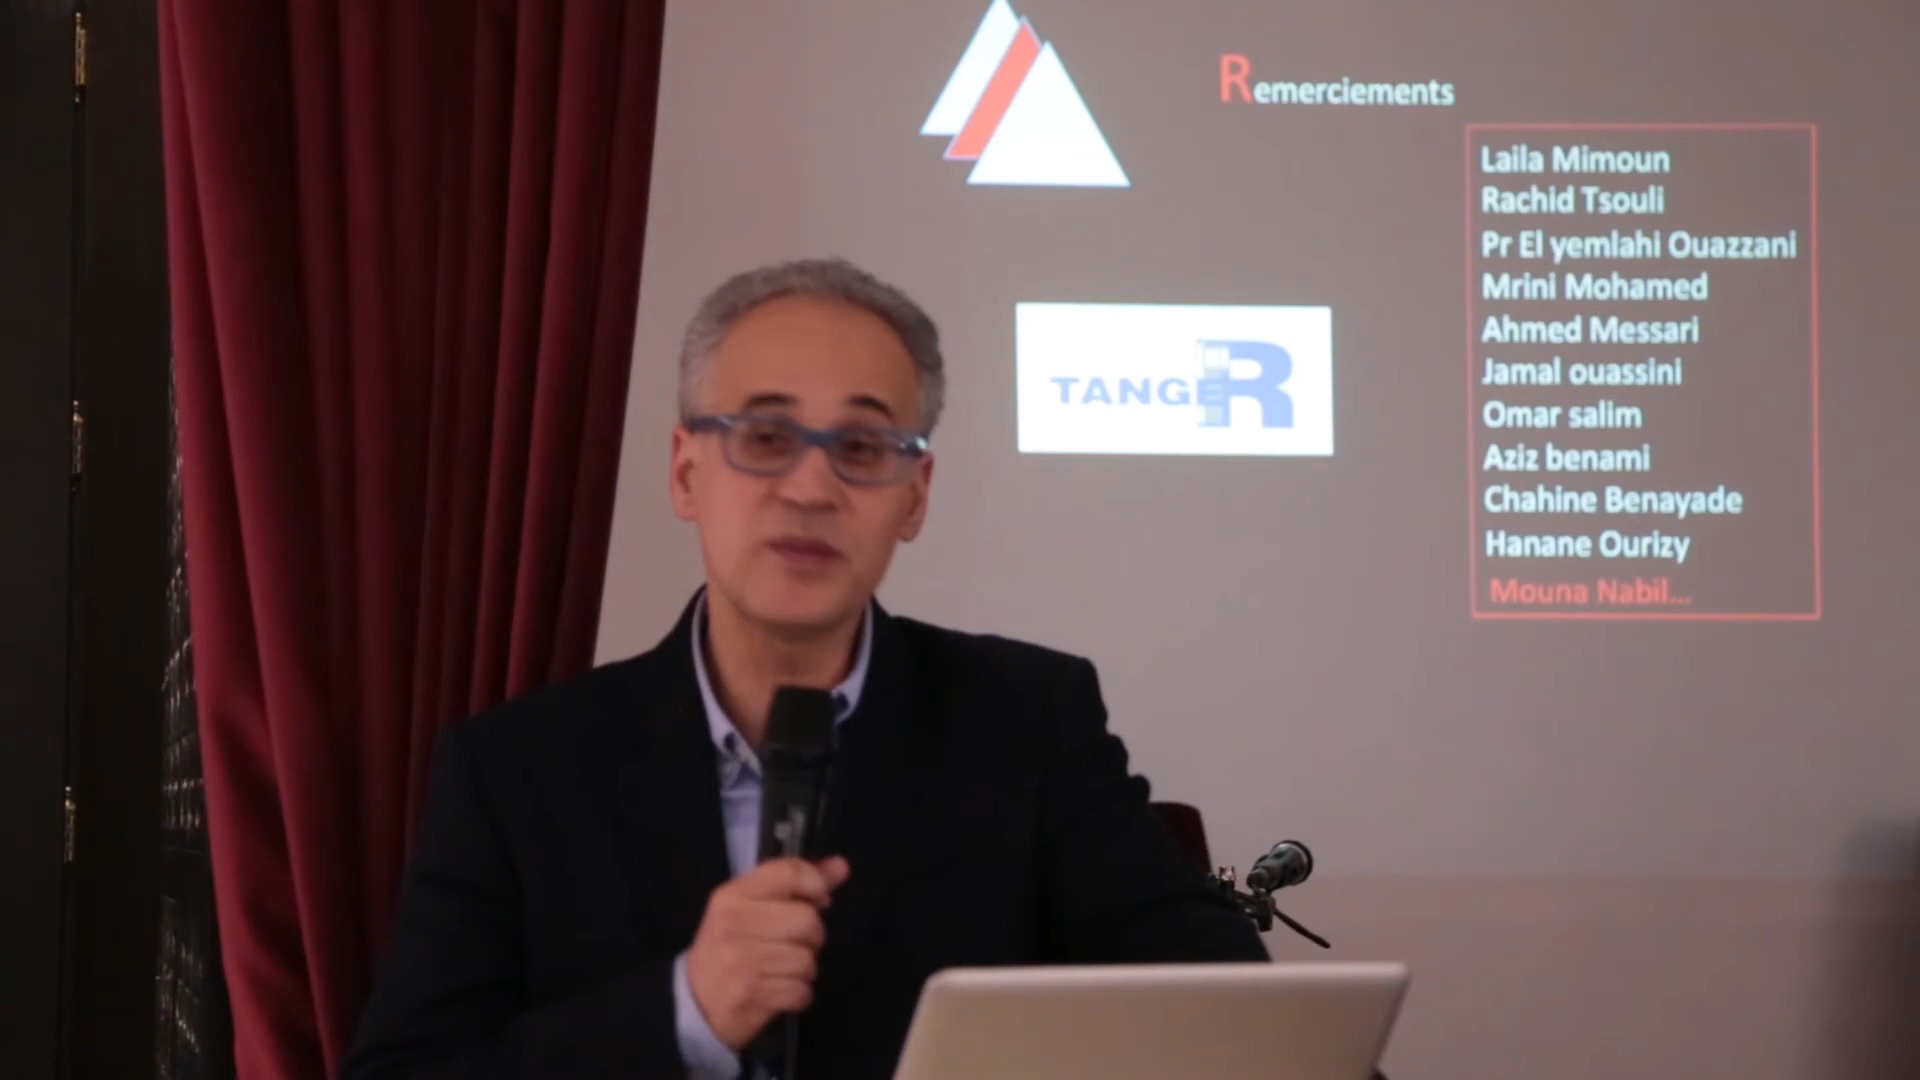 Remerciements
Laila Mimoun
Rachid Tsouli
Pr El yemlahi Ouazzani
Mrini Mohamed
Ahmed Messari
Jamal ouassini
Omar salim
Aziz benami
Chahine Benayade
Hanane Ourizy
Mouna Nabil...
TANGER